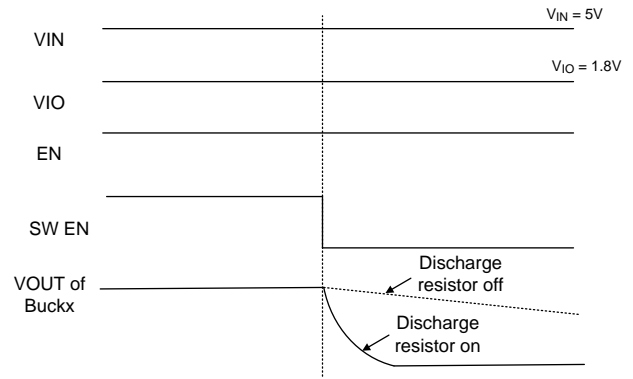 V_IN = 5V
VIN
V_IO = 1.8V
VIO
EN
SW EN
VOUT of
Buckx
Discharge
resistor off
Discharge
resistor on